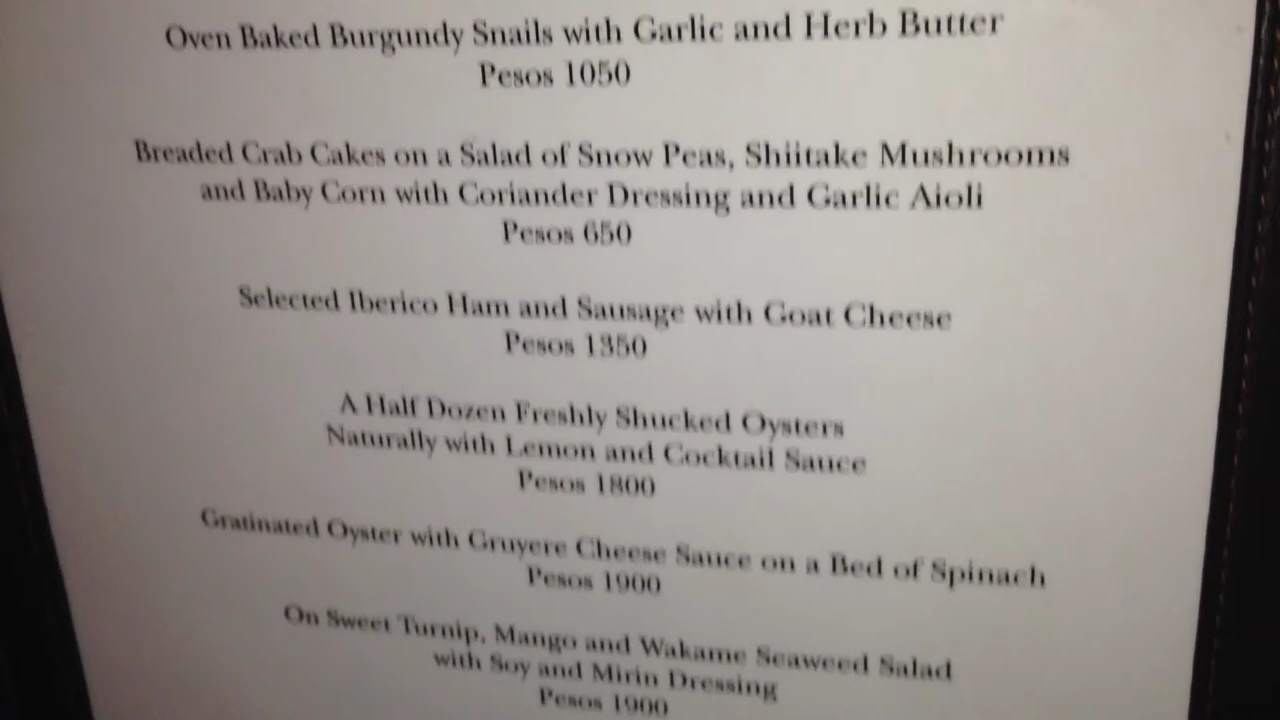 Oven Baked Burgundy Snails with Garlic and Herb Butter
Pesos 1050
Breaded Crab Cakes on a Salad of Snow Peas, Shiitake Mushrooms
and Baby Corn with Coriander Dressing and Garlic Aioli
Pesos 650
Selected Iberico Ham and Sausage with Goat Cheese
Pesos 1350
A Half Dozen Freshly Shucked Oysters
Naturally with Lemon and Cocktail Sauce
Pesos 1800
Gratinated Oyster with Gruyere Cheese Sauce on a Bed of Spinach
Pesos 1900
On Sweet Turnip, Mango and Wakame Seaweed Salad
with Soy and Mirin Dressing
Pesos 1900